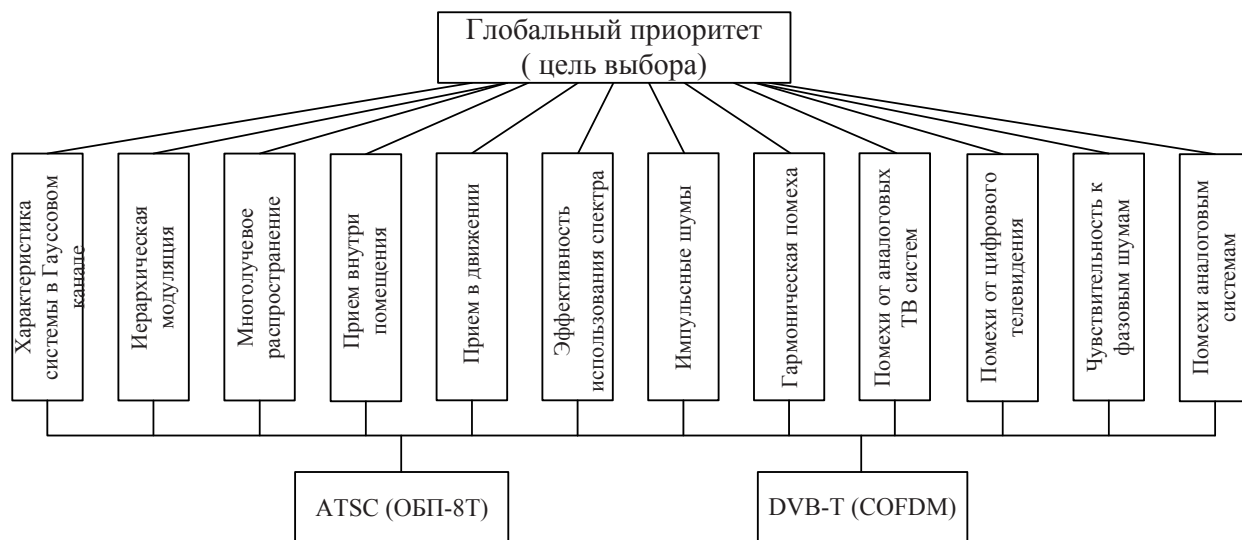 Глобальный приоритет
( цель выбора)
Характеристика
системы в Гауссовом
канале
Иерархическая
модуляция
Многолучевое
распространение
Прием внутри
помещения
Прием в движении
Эффективность
использования спектра
Импульсные шумы
Гармоническая помеха
Помехи от аналоговых
ТВ систем
Помехи от цифрового
телевидения
Чувствительность к
фазовым шумам
Помехи аналоговым
системам
ATSC (ОБП-8Т)
DVB-T (COFDM)